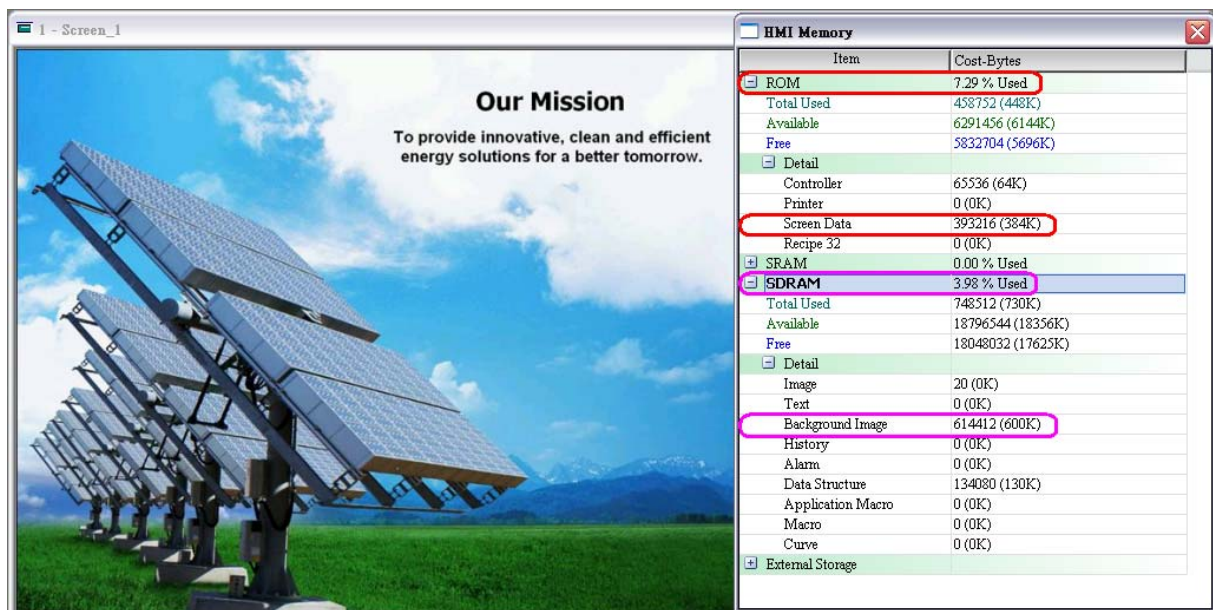 1 - Screen_1
Our Mission
To provide innovative, clean and efficient
energy solutions for a better tomorrow.
HMI Memory
Item Cost-Bytes
ROM 7.29 % Used
Total Used 458752 (448K)
Available 6291456 (6144K)
Free 5832704 (5696K)
Detail
Controller 65536 (64K)
Printer 0 (0K)
Screen Data 393216 (384K)
Recipe 32 0 (0K)
SRAM 0.00 % Used
SDRAM 3.98 % Used
Total Used 748512 (730K)
Available 18796544 (18356K)
Free 18048032 (17625K)
Detail
Image 20 (0K)
Text 0 (0K)
Background Image 614412 (600K)
History 0 (0K)
Alarm 0 (0K)
Data Structure 134080 (130K)
Application Macro 0 (0K)
Macro 0 (0K)
Curve 0 (0K)
External Storage